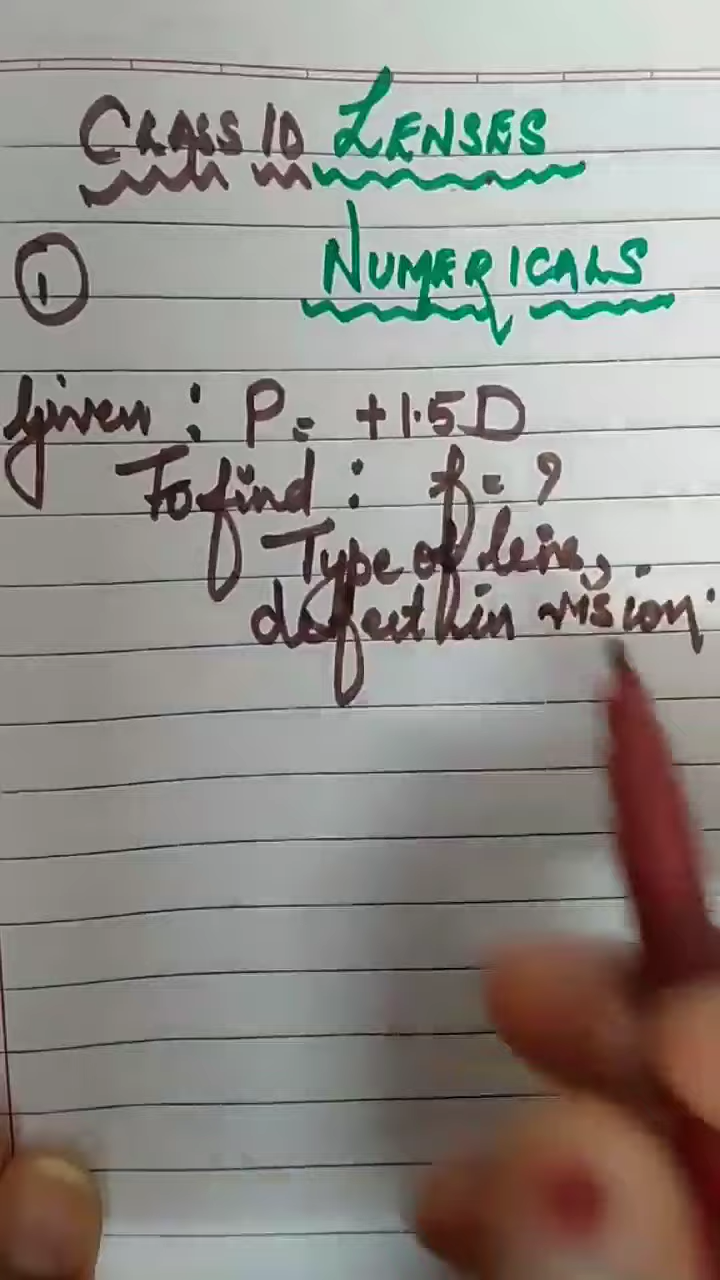 CLASS 10 LENSES
① NUMERICALS
Given : P = +1.5D
To find : f = ?
Type of lens,
defect in vision.